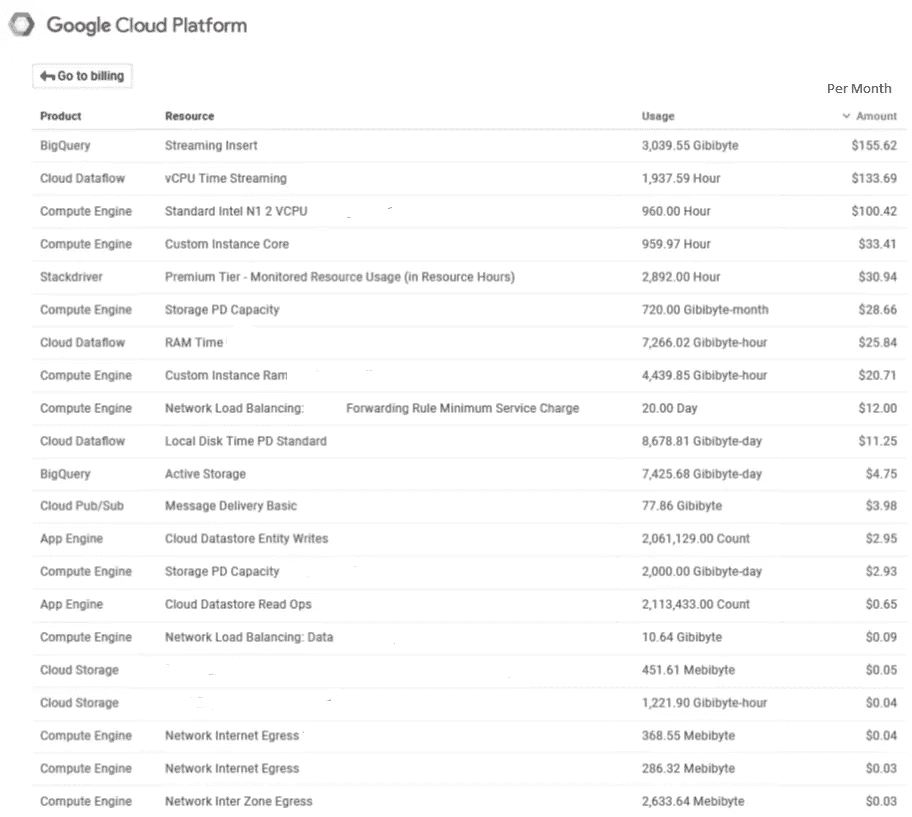 Google Cloud Platform
Go to billing
Per Month
Product Resource Usage Amount
BigQuery Streaming Insert 3,039.55 Gibibyte $155.62
Cloud Dataflow vCPU Time Streaming 1,937.59 Hour $133.69
Compute Engine Standard Intel N1 2 VCPU 960.00 Hour $100.42
Compute Engine Custom Instance Core 959.97 Hour $33.41
Stackdriver Premium Tier - Monitored Resource Usage (in Resource Hours) 2,892.00 Hour $30.94
Compute Engine Storage PD Capacity 720.00 Gibibyte-month $28.66
Cloud Dataflow RAM Time 7,266.02 Gibibyte-hour $25.84
Compute Engine Custom Instance Ram 4,439.85 Gibibyte-hour $20.71
Compute Engine Network Load Balancing: Forwarding Rule Minimum Service Charge 20.00 Day $12.00
Cloud Dataflow Local Disk Time PD Standard 8,678.81 Gibibyte-day $11.25
BigQuery Active Storage 7,425.68 Gibibyte-day $4.75
Cloud Pub/Sub Message Delivery Basic 77.86 Gibibyte $3.98
App Engine Cloud Datastore Entity Writes 2,061,129.00 Count $2.95
Compute Engine Storage PD Capacity 2,000.00 Gibibyte-day $2.93
App Engine Cloud Datastore Read Ops 2,113,433.00 Count $0.65
Compute Engine Network Load Balancing: Data 10.64 Gibibyte $0.09
Cloud Storage 451.61 Mebibyte $0.05
Cloud Storage 1,221.90 Gibibyte-hour $0.04
Compute Engine Network Internet Egress 368.55 Mebibyte $0.04
Compute Engine Network Internet Egress 286.32 Mebibyte $0.03
Compute Engine Network Inter Zone Egress 2,633.64 Mebibyte $0.03